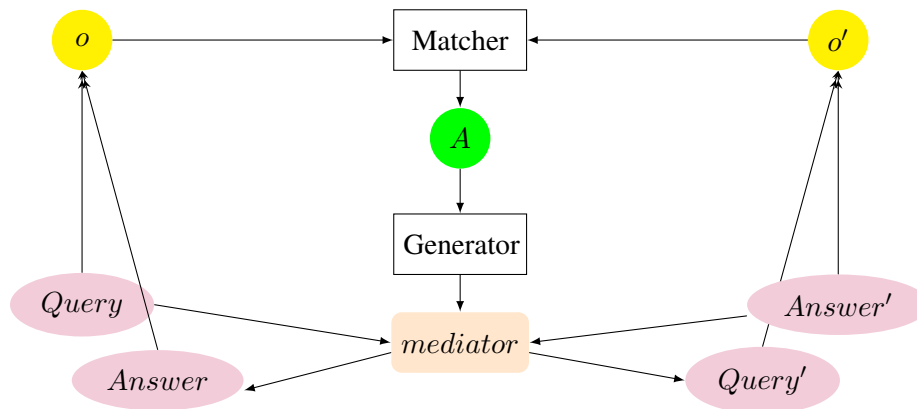 o
Matcher
o′
A
Generator
Query
Answer′
mediator
Answer
Query′